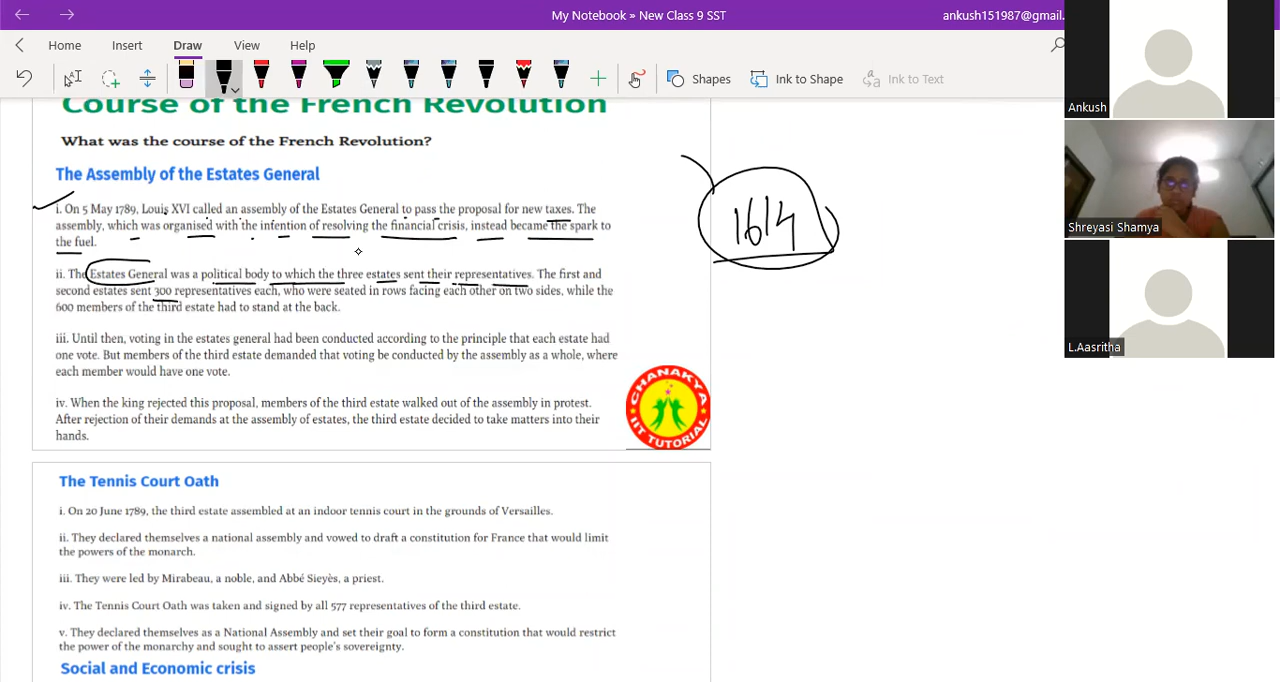 My Notebook » New Class 9 SST
ankush151987@gmail.
Home Insert Draw View Help
Shapes Ink to Shape Ink to Text
Course of the French Revolution
What was the course of the French Revolution?
The Assembly of the Estates General
i. On 5 May 1789, Louis XVI called an assembly of the Estates General to pass the proposal for new taxes. The
assembly, which was organised with the intention of resolving the financial crisis, instead became the spark to
the fuel.
ii. The Estates General was a political body to which the three estates sent their representatives. The first and
second estates sent 300 representatives each, who were seated in rows facing each other on two sides, while the
600 members of the third estate had to stand at the back.
iii. Until then, voting in the estates general had been conducted according to the principle that each estate had
one vote. But members of the third estate demanded that voting be conducted by the assembly as a whole, where
each member would have one vote.
iv. When the king rejected this proposal, members of the third estate walked out of the assembly in protest.
After rejection of their demands at the assembly of estates, the third estate decided to take matters into their
hands.
CHANAKYA
IIT TUTORIAL
1614
The Tennis Court Oath
i. On 20 June 1789, the third estate assembled at an indoor tennis court in the grounds of Versailles.
ii. They declared themselves a national assembly and vowed to draft a constitution for France that would limit
the powers of the monarch.
iii. They were led by Mirabeau, a noble, and Abbé Sieyès, a priest.
iv. The Tennis Court Oath was taken and signed by all 577 representatives of the third estate.
v. They declared themselves as a National Assembly and set their goal to form a constitution that would restrict
the power of the monarchy and sought to assert people's sovereignty.
Social and Economic crisis
Ankush
Shreyasi Shamya
L.Aasritha